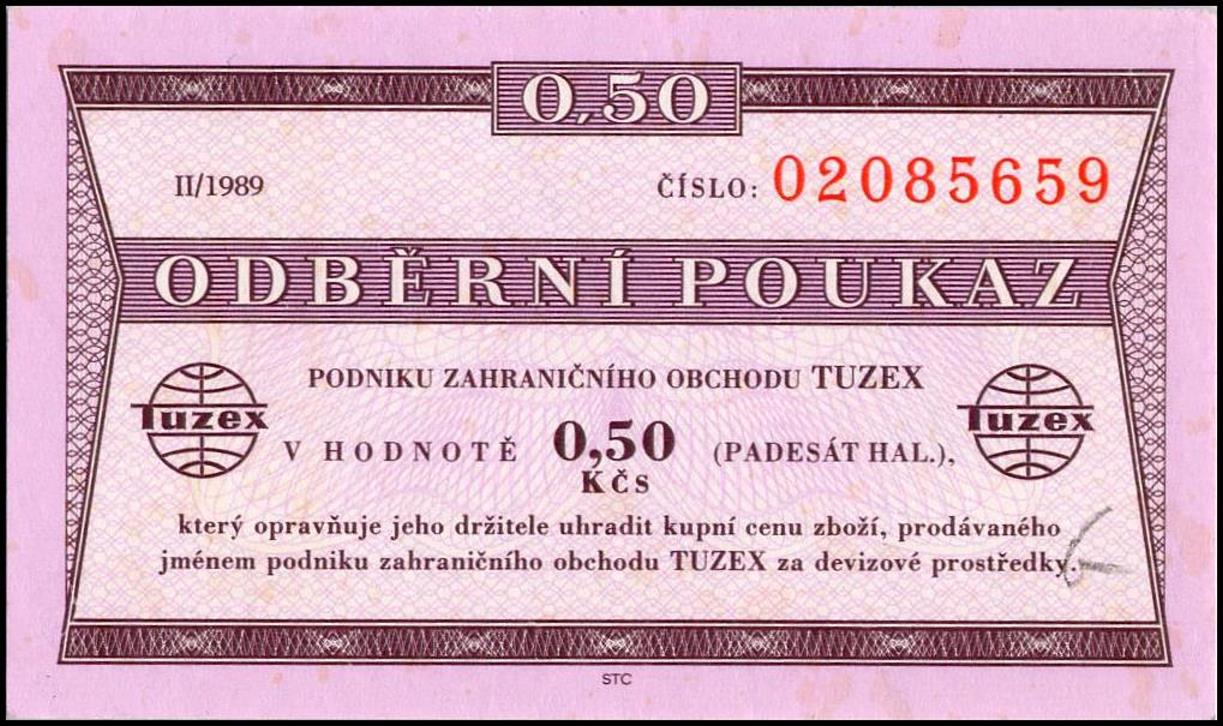 0,50
II/1989
ČÍSLO: 02085659
ODBĚRNÍ POUKAZ
PODNIKU ZAHRANIČNÍHO OBCHODU TUZEX
Tuzex
V HODNOTĚ 0,50 (PADESÁT HAL.),
Tuzex
KČS
který opravňuje jeho držitele uhradit kupní cenu zboží, prodávaného
jménem podniku zahraničního obchodu TUZEX za devizové prostředky.
STC